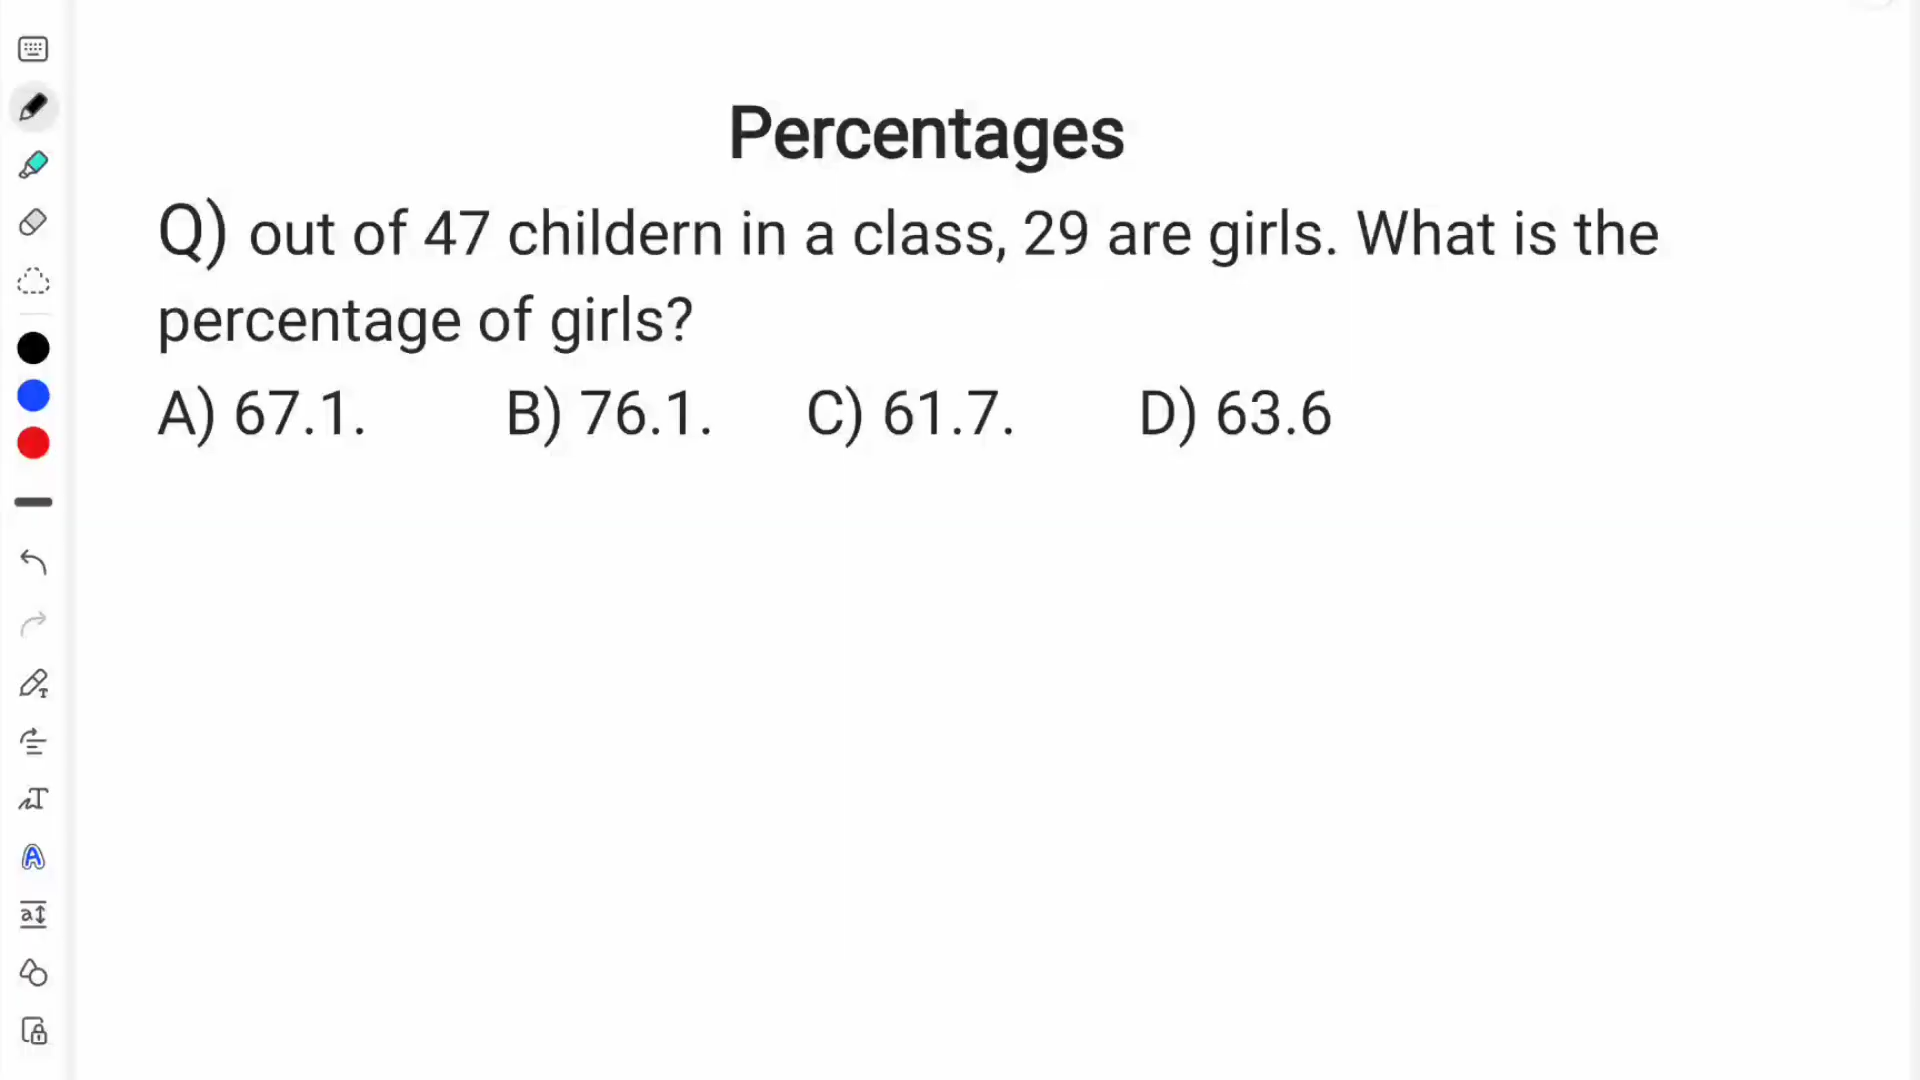 Percentages
Q) out of 47 childern in a class, 29 are girls. What is the
percentage of girls?
A) 67.1. B) 76.1. C) 61.7. D) 63.6